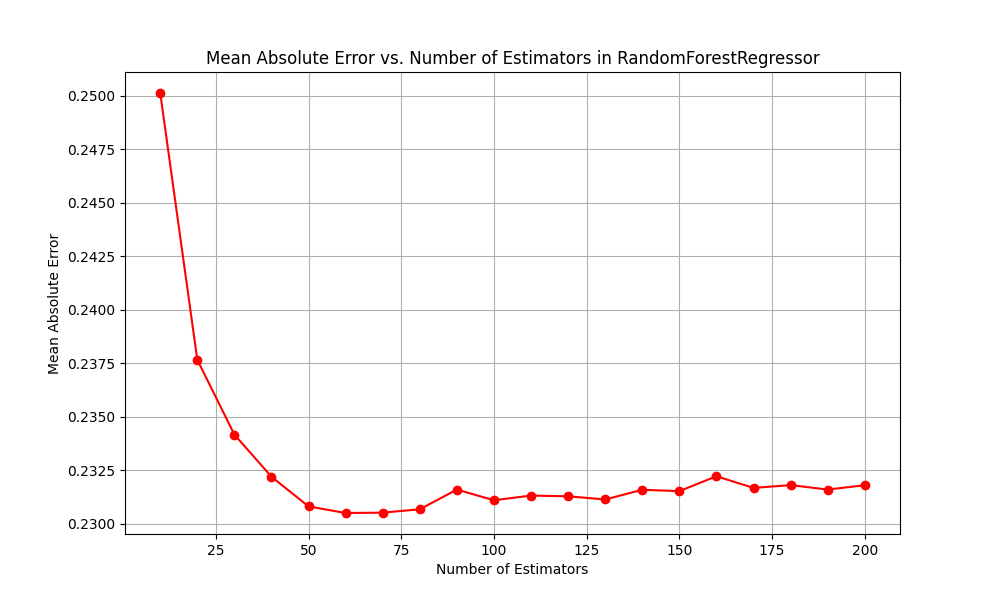 Mean Absolute Error vs. Number of Estimators in RandomForestRegressor
0.2500
0.2475
0.2450
0.2425
0.2400
0.2375
0.2350
0.2325
0.2300
Mean Absolute Error
25 50 75 100 125 150 175 200
Number of Estimators